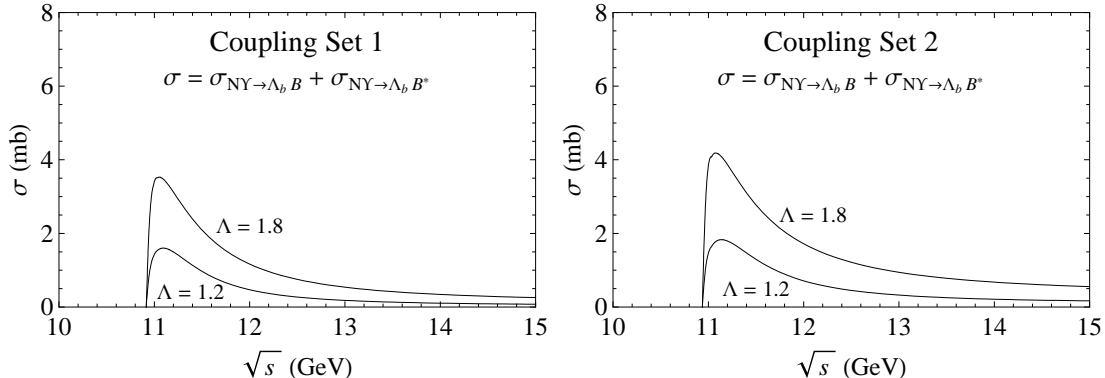 Coupling Set 1
σ = σ_{NΥ→Λ_b B} + σ_{NΥ→Λ_b B*}
Λ = 1.8
Λ = 1.2
σ (mb)
8
6
4
2
0
10 11 12 13 14 15
√s (GeV)
Coupling Set 2
σ = σ_{NΥ→Λ_b B} + σ_{NΥ→Λ_b B*}
Λ = 1.8
Λ = 1.2
σ (mb)
8
6
4
2
0
10 11 12 13 14 15
√s (GeV)